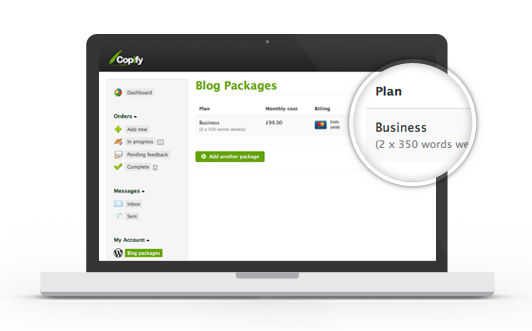 Copify
Dashboard
Orders
Add new
In progress
Pending feedback
Complete
Messages
Inbox
Sent
My Account
Blog packages
Blog Packages
Plan Monthly cost Billing
Business £99.00 Ends
(2 x 350 words weekly)
Add another package
Plan
Business
(2 x 350 words we